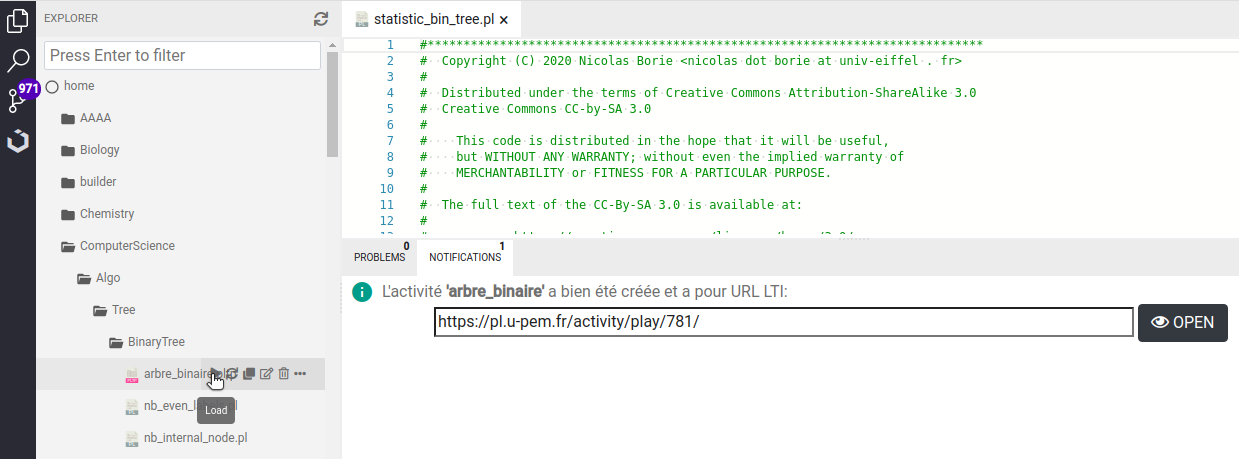 EXPLORER
Press Enter to filter
971
home
AAAA
Biology
builder
Chemistry
ComputerScience
Algo
Tree
BinaryTree
arbre_binaire
Load
nb_internal_node.pl
statistic_bin_tree.pl ×
1 #*****************************************************************************
2 #··Copyright·(C)·2020·Nicolas·Borie·<nicolas·dot·borie·at·univ-eiffel·.·fr>
3 #
4 #··Distributed·under·the·terms·of·Creative·Commons·Attribution-ShareAlike·3.0
5 #··Creative·Commons·CC-by-SA·3.0
6 #
7 #····This·code·is·distributed·in·the·hope·that·it·will·be·useful,
8 #····but·WITHOUT·ANY·WARRANTY;·without·even·the·implied·warranty·of
9 #····MERCHANTABILITY·or·FITNESS·FOR·A·PARTICULAR·PURPOSE.
10 #
11 #··The·full·text·of·the·CC-By-SA·3.0·is·available·at:
12 #
PROBLEMS 0
NOTIFICATIONS 1
L'activité 'arbre_binaire' a bien été créée et a pour URL LTI:
https://pl.u-pem.fr/activity/play/781/
OPEN